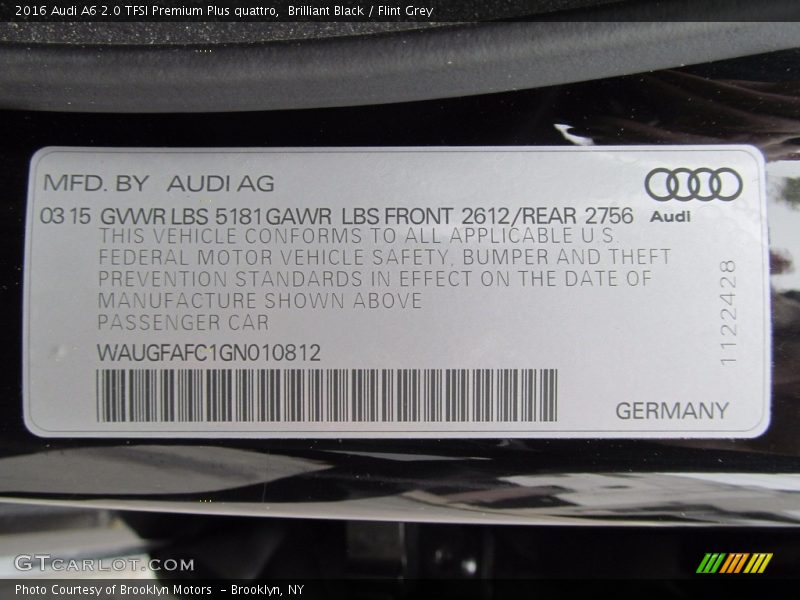 2016 Audi A6 2.0 TFSI Premium Plus quattro,  Brilliant Black / Flint Grey
MFD. BY AUDI AG
03 15 GVWR LBS 5181 GAWR LBS FRONT 2612/REAR 2756
Audi
THIS VEHICLE CONFORMS TO ALL APPLICABLE U.S.
FEDERAL MOTOR VEHICLE SAFETY, BUMPER AND THEFT
PREVENTION STANDARDS IN EFFECT ON THE DATE OF
MANUFACTURE SHOWN ABOVE
PASSENGER CAR
1122428
WAUGFAFC1GN010812
GERMANY
GTCARLOT.COM
Photo Courtesy of Brooklyn Motors  - Brooklyn, NY